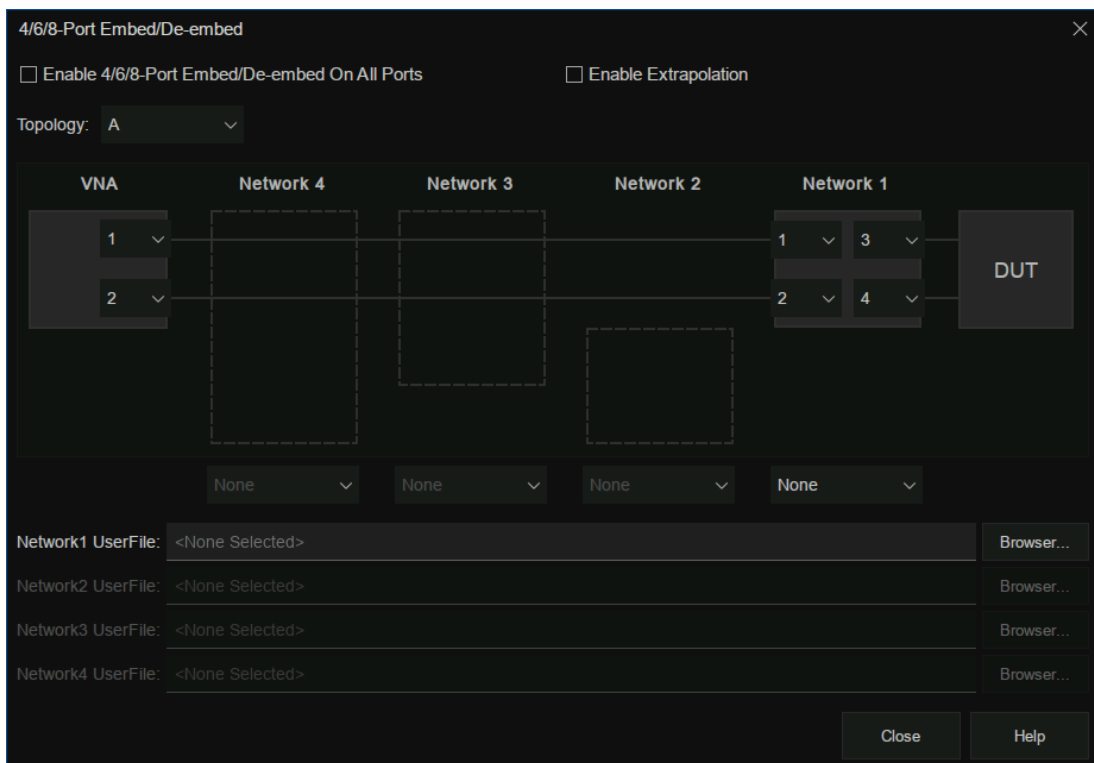 4/6/8-Port Embed/De-embed
Enable 4/6/8-Port Embed/De-embed On All Ports
Enable Extrapolation
Topology: A
VNA Network 4 Network 3 Network 2 Network 1
1 1 3
DUT
2 2 4
None None None None
Network1 UserFile: <None Selected> Browser...
Network2 UserFile: <None Selected> Browser...
Network3 UserFile: <None Selected> Browser...
Network4 UserFile: <None Selected> Browser...
Close Help